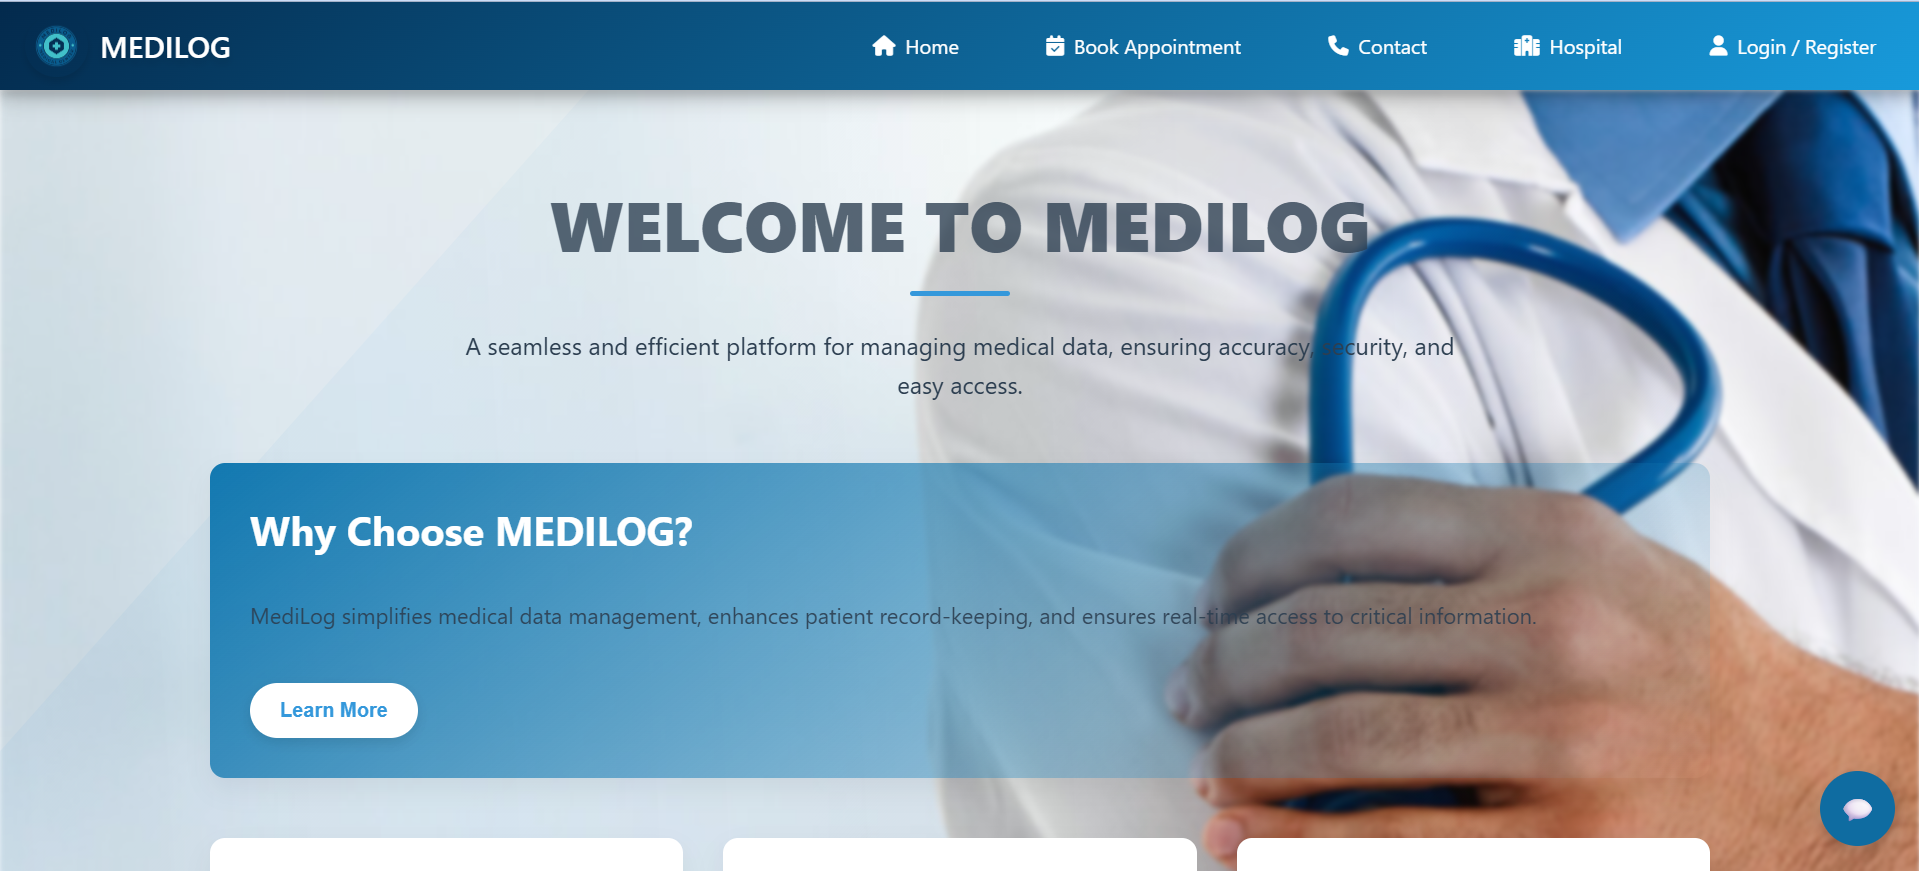 MEDILOG
Home
Book Appointment
Contact
Hospital
Login / Register
WELCOME TO MEDILOG
A seamless and efficient platform for managing medical data, ensuring accuracy, security, and
easy access.
Why Choose MEDILOG?
MediLog simplifies medical data management, enhances patient record-keeping, and ensures real-time access to critical information.
Learn More